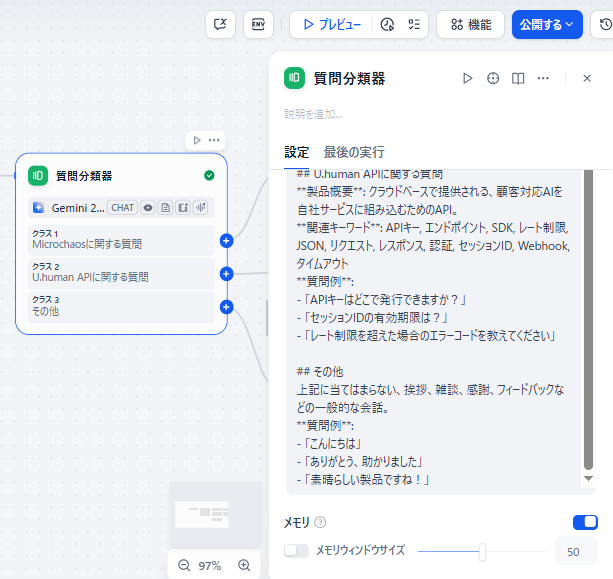 ENV
プレビュー
機能
公開する
質問分類器
説明を追加...
設定
最後の実行
質問分類器
Gemini 2...
CHAT
クラス 1
Microchaosに関する質問
クラス 2
U.human APIに関する質問
クラス 3
その他
## U.human APIに関する質問
**製品概要**: クラウドベースで提供される、顧客対応AIを
自社サービスに組み込むためのAPI。
**関連キーワード**: APIキー, エンドポイント, SDK, レート制限,
JSON, リクエスト, レスポンス, 認証, セッションID, Webhook,
タイムアウト
**質問例**:
- 「APIキーはどこで発行できますか？」
- 「セッションIDの有効期限は？」
- 「レート制限を超えた場合のエラーコードを教えてください」
## その他
上記に当てはまらない、挨拶、雑談、感謝、フィードバックな
どの一般的な会話。
**質問例**:
- 「こんにちは」
- 「ありがとう、助かりました」
- 「素晴らしい製品ですね！」
メモリ
メモリウィンドウサイズ
50
97%